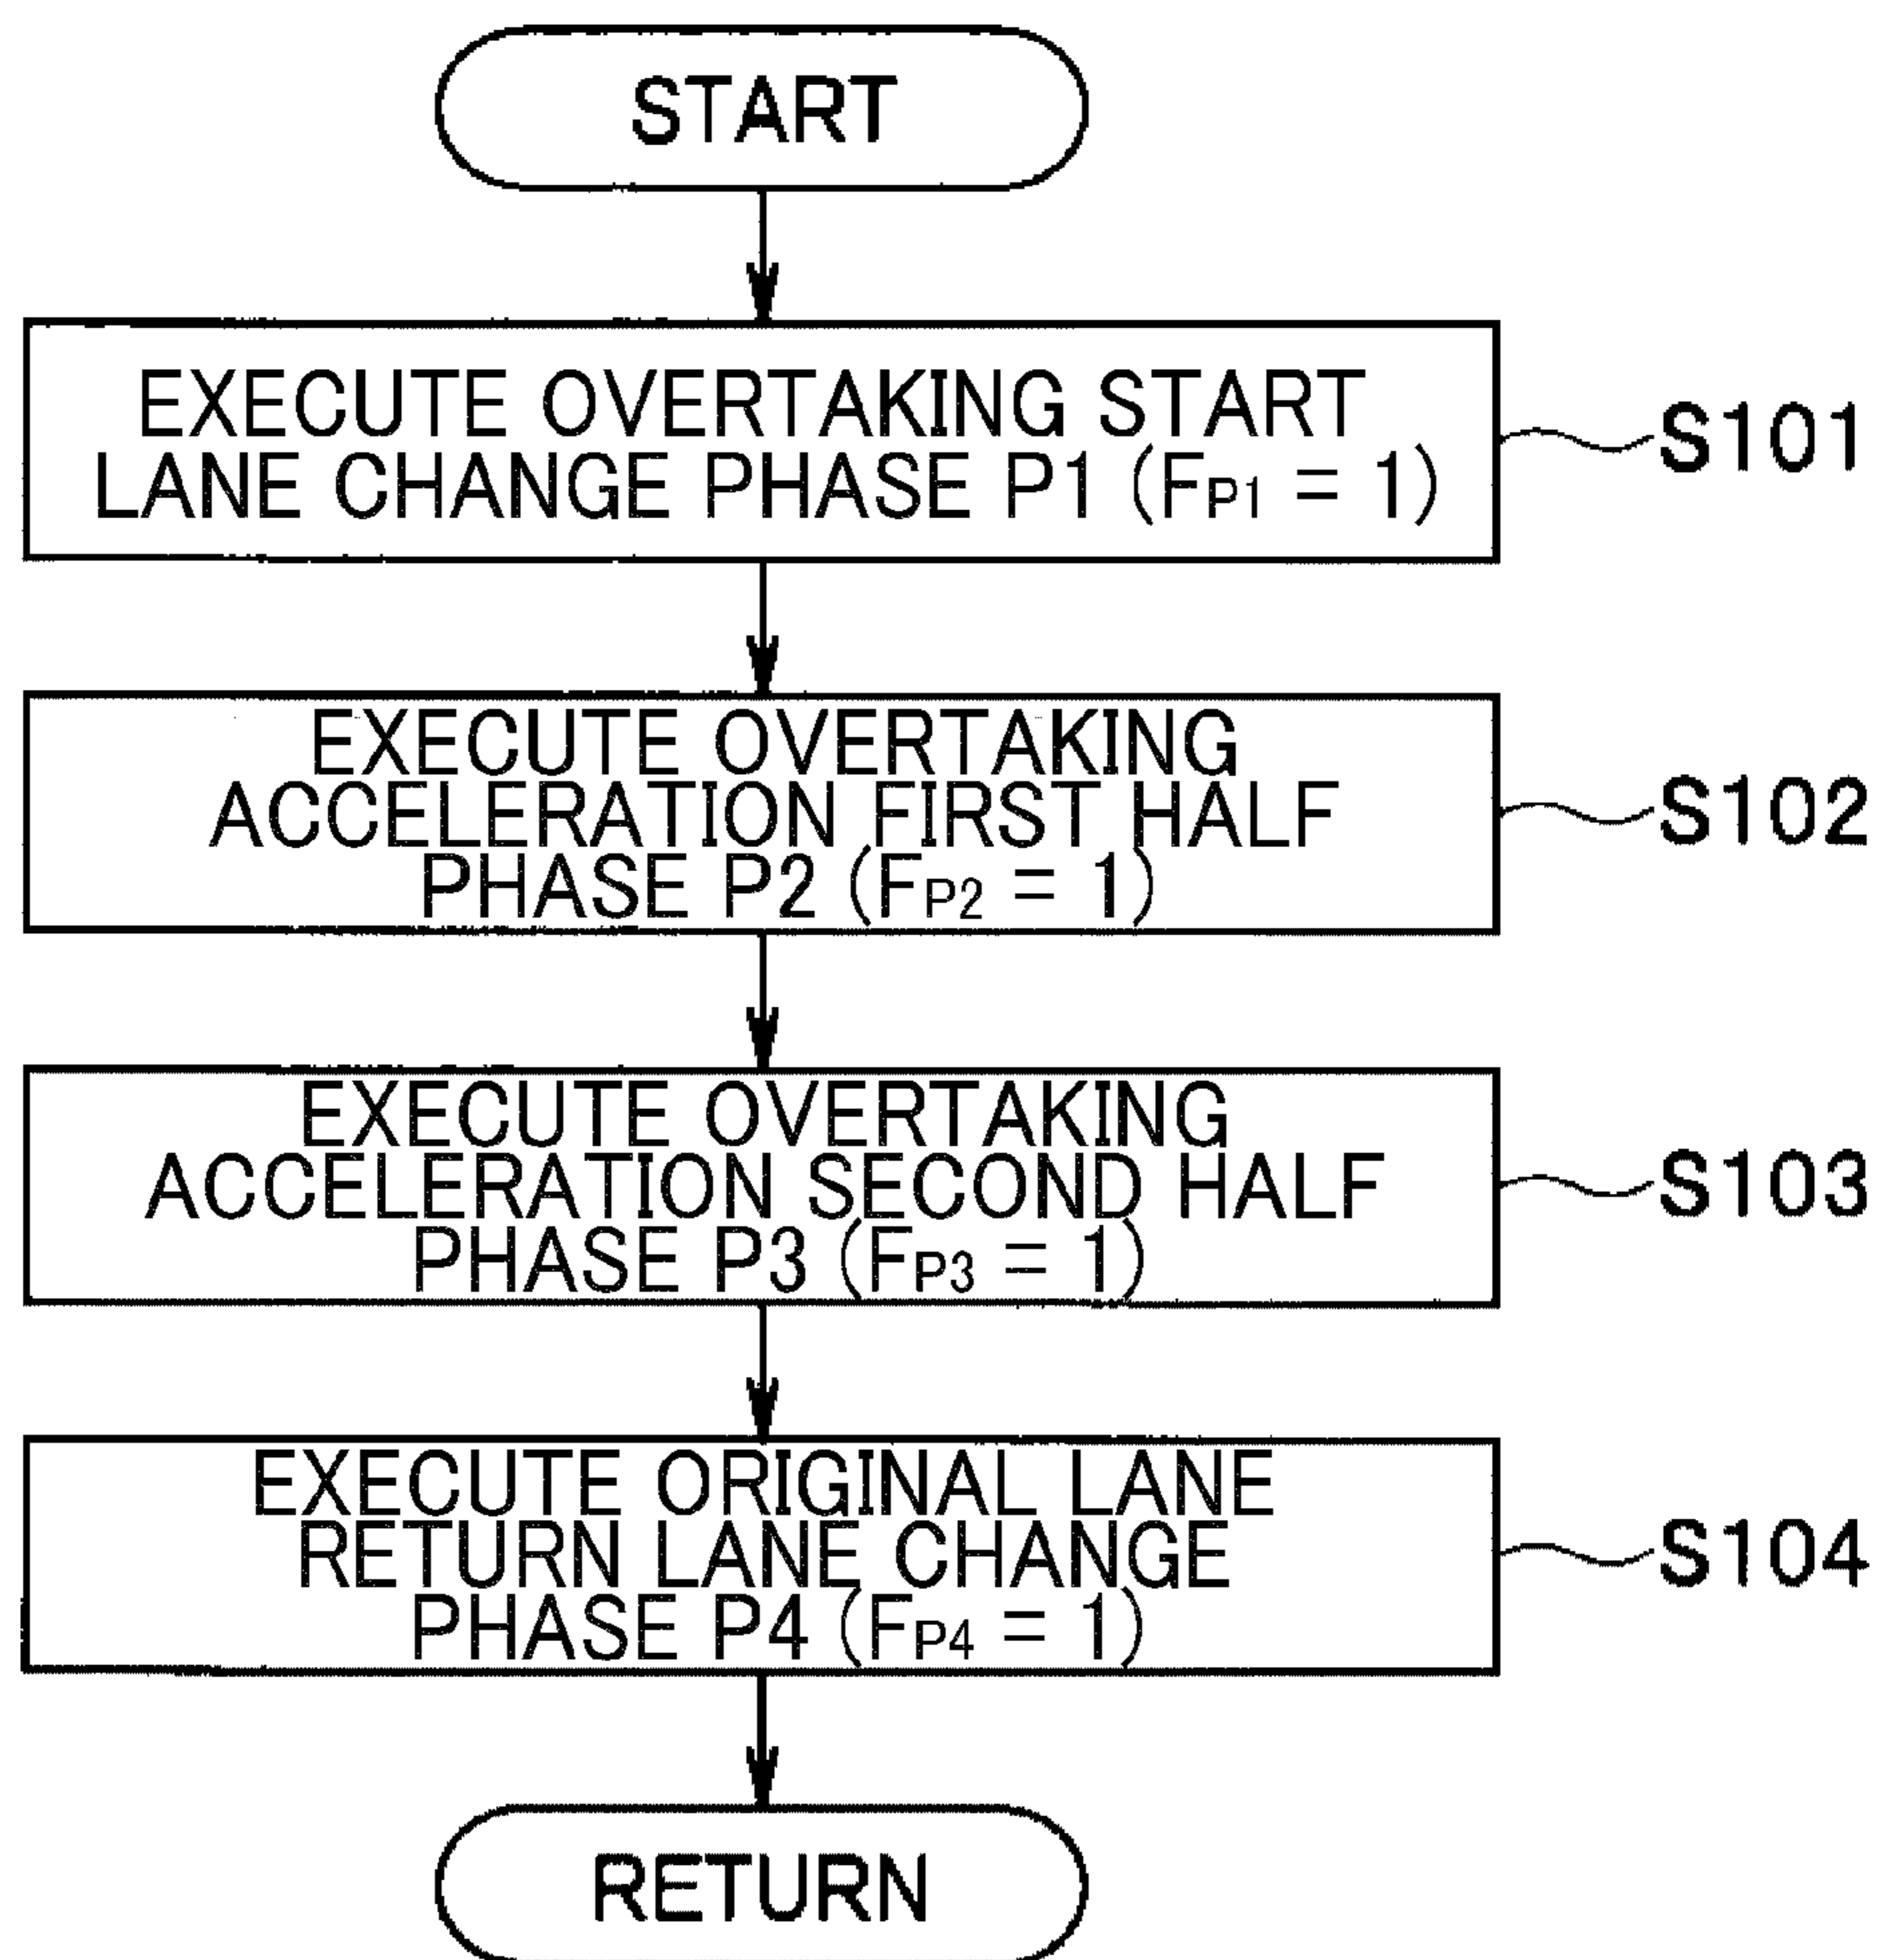 START
EXECUTE OVERTAKING START
LANE CHANGE PHASE P1 (FP1 = 1)
S101
EXECUTE OVERTAKING
ACCELERATION FIRST HALF
PHASE P2 (FP2 = 1)
S102
EXECUTE OVERTAKING
ACCELERATION SECOND HALF
PHASE P3 (FP3 = 1)
S103
EXECUTE ORIGINAL LANE
RETURN LANE CHANGE
PHASE P4 (FP4 = 1)
S104
RETURN